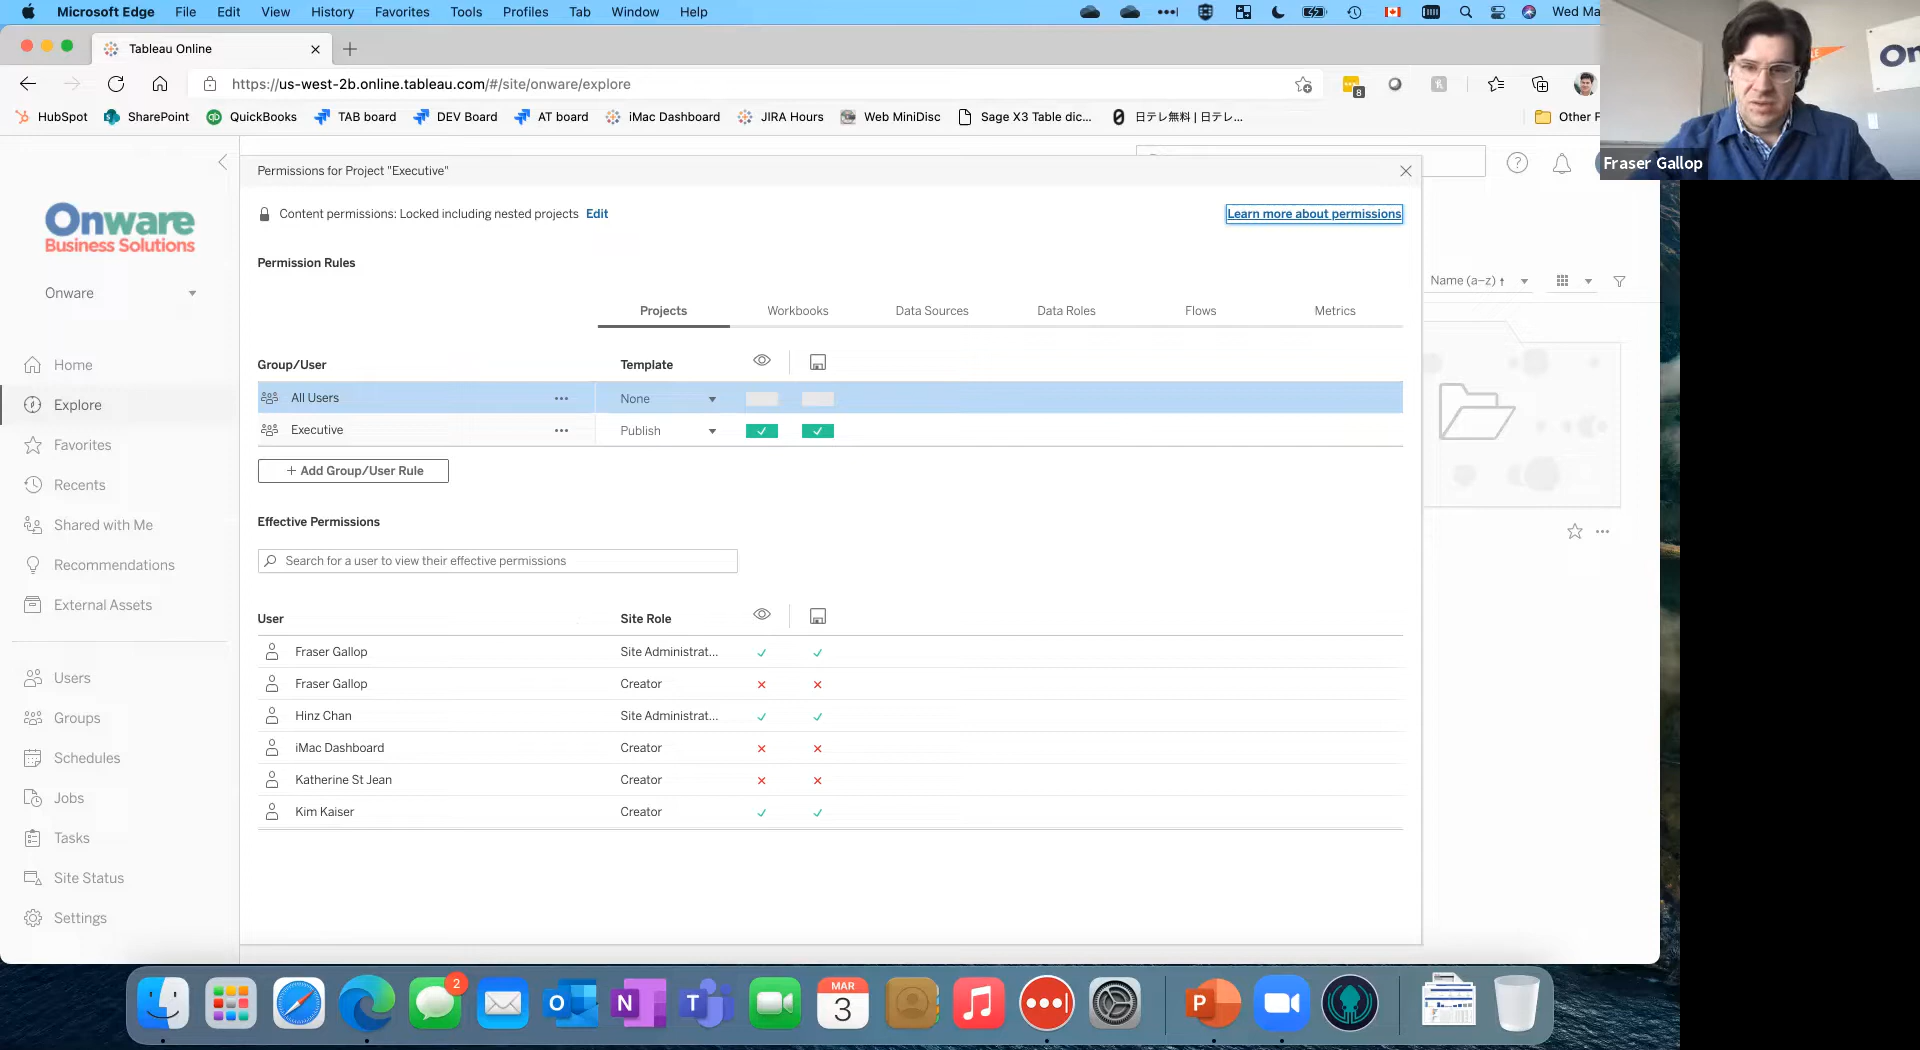 Microsoft Edge File Edit View History Favorites Tools Profiles Tab Window Help Wed Ma
Tableau Online
https://us-west-2b.online.tableau.com/#/site/onware/explore
8
HubSpot SharePoint QuickBooks TAB board DEV Board AT board iMac Dashboard JIRA Hours Web MiniDisc Sage X3 Table dic... 日テレ無料 | 日テレ... Other F
On
Fraser Gallop
Permissions for Project "Executive"
Content permissions: Locked including nested projects Edit
Learn more about permissions
Permission Rules
Projects Workbooks Data Sources Data Roles Flows Metrics
Group/User Template
All Users None
Executive Publish
+ Add Group/User Rule
Effective Permissions
Search for a user to view their effective permissions
User Site Role
Fraser Gallop Site Administrat...
Fraser Gallop Creator
Hinz Chan Site Administrat...
iMac Dashboard Creator
Katherine St Jean Creator
Kim Kaiser Creator
Onware
Business Solutions
Onware
Home
Explore
Favorites
Recents
Shared with Me
Recommendations
External Assets
Users
Groups
Schedules
Jobs
Tasks
Site Status
Settings
Name (a–z)
2
MAR
3